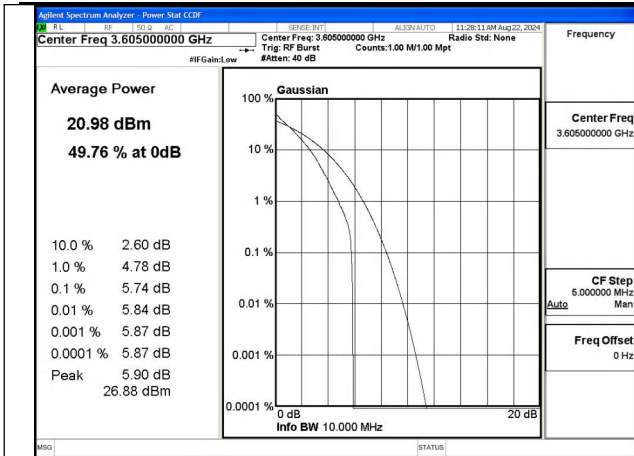 Agilent Spectrum Analyzer - Power Stat CCDF
RL RF 50 Ω AC SENSE:INT ALIGN AUTO 11:28:11 AM Aug 22, 2024
Center Freq 3.605000000 GHz
Center Freq: 3.605000000 GHz Radio Std: None
Trig: RF Burst Counts:1.00 M/1.00 Mpt
#IFGain:Low #Atten: 40 dB
Frequency
Average Power
20.98 dBm
49.76 % at 0dB
10.0 % 2.60 dB
1.0 % 4.78 dB
0.1 % 5.74 dB
0.01 % 5.84 dB
0.001 % 5.87 dB
0.0001 % 5.87 dB
Peak 5.90 dB
26.88 dBm
Gaussian
100 %
10 %
1 %
0.1 %
0.01 %
0.001 %
0.0001 %
0 dB 20 dB
Info BW 10.000 MHz
Center Freq
3.605000000 GHz
CF Step
5.000000 MHz
Auto Man
Freq Offset
0 Hz
MSG STATUS